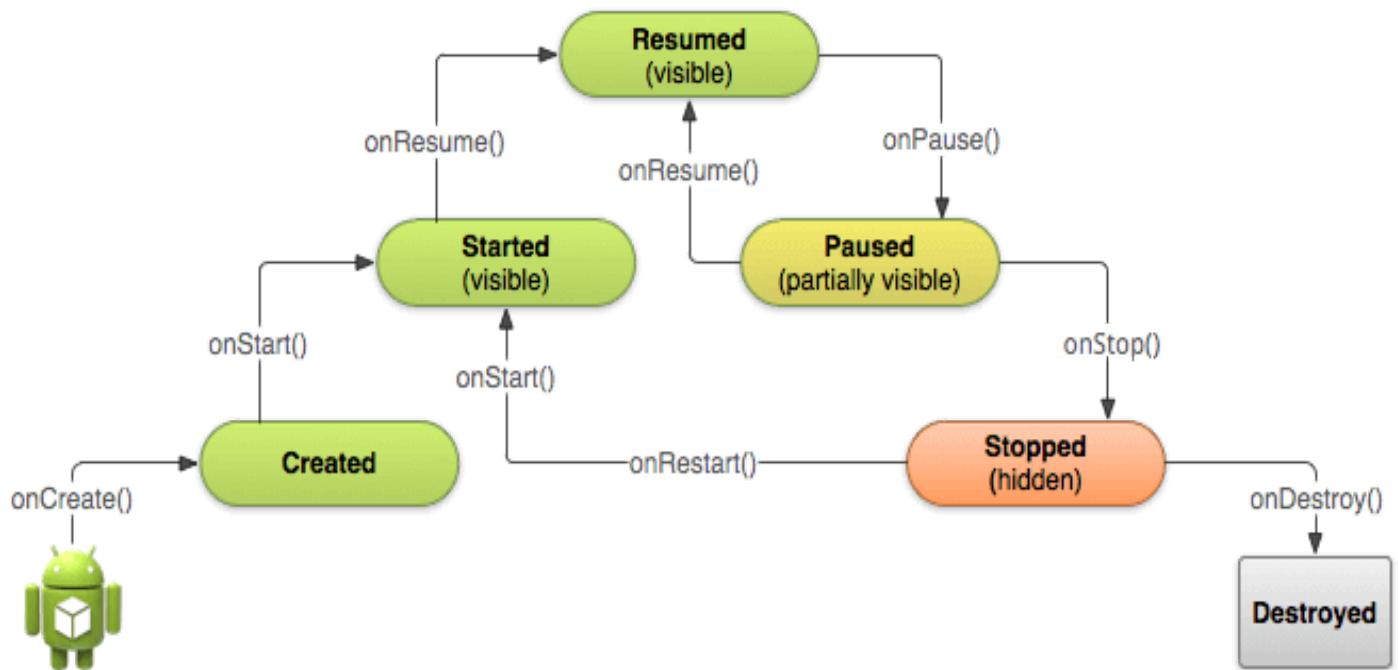 Resumed
(visible)
onResume()
onResume()
onPause()
Started
(visible)
Paused
(partially visible)
onStart()
onStart()
onStop()
Created
onRestart()
Stopped
(hidden)
onCreate()
onDestroy()
Destroyed